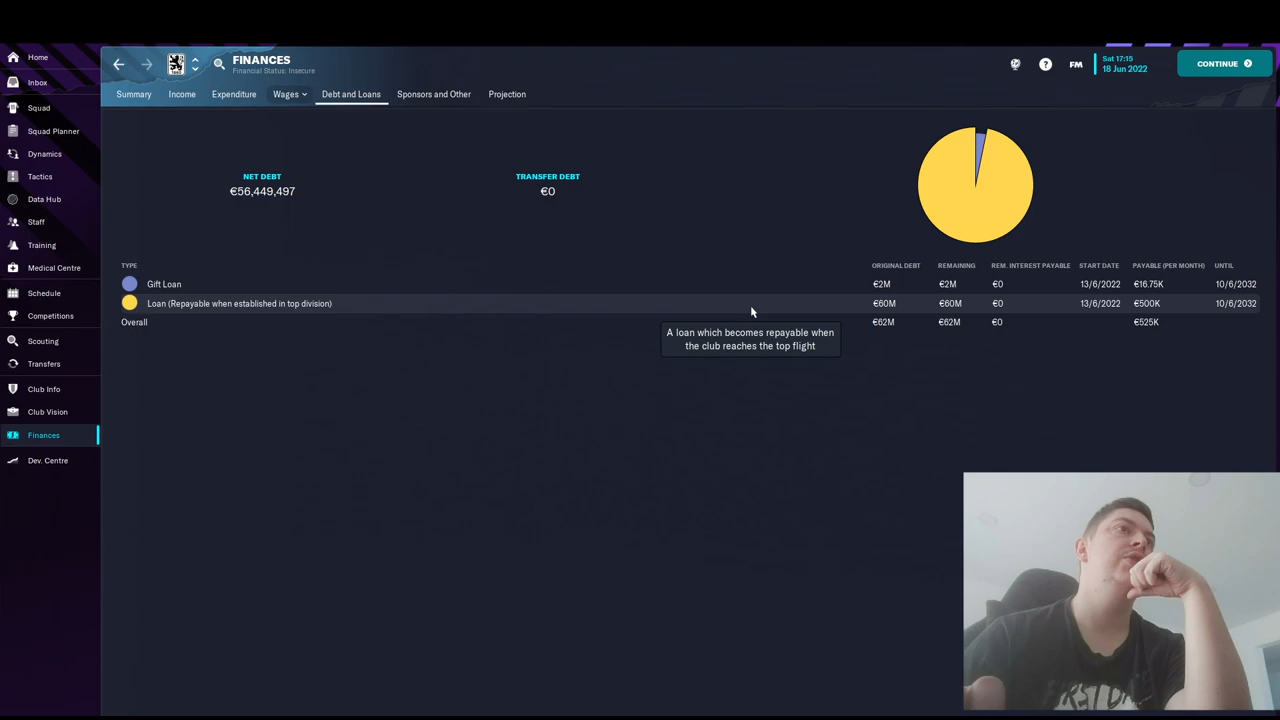 Home
Inbox
Squad
Squad Planner
Dynamics
Tactics
Data Hub
Staff
Training
Medical Centre
Schedule
Competitions
Scouting
Transfers
Club Info
Club Vision
Finances
Dev. Centre
FINANCES
Financial Status: Insecure
FM
Sat 17:15
18 Jun 2022
CONTINUE
Summary
Income
Expenditure
Wages
Debt and Loans
Sponsors and Other
Projection
NET DEBT
€56,449,497
TRANSFER DEBT
€0
TYPE ORIGINAL DEBT REMAINING REM. INTEREST PAYABLE START DATE PAYABLE (PER MONTH) UNTIL
Gift Loan €2M €2M €0 13/6/2022 €16.75K 10/6/2032
Loan (Repayable when established in top division) €60M €60M €0 13/6/2022 €500K 10/6/2032
Overall €62M €62M €0 €525K
A loan which becomes repayable when
the club reaches the top flight